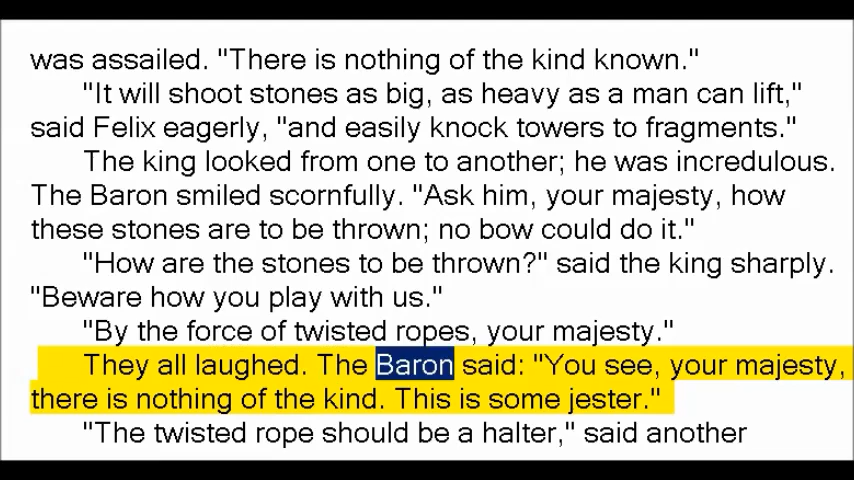 was assailed. "There is nothing of the kind known."
"It will shoot stones as big, as heavy as a man can lift,"
said Felix eagerly, "and easily knock towers to fragments."
The king looked from one to another; he was incredulous.
The Baron smiled scornfully. "Ask him, your majesty, how
these stones are to be thrown; no bow could do it."
"How are the stones to be thrown?" said the king sharply.
"Beware how you play with us."
"By the force of twisted ropes, your majesty."
They all laughed. The Baron said: "You see, your majesty,
there is nothing of the kind. This is some jester."
"The twisted rope should be a halter," said another